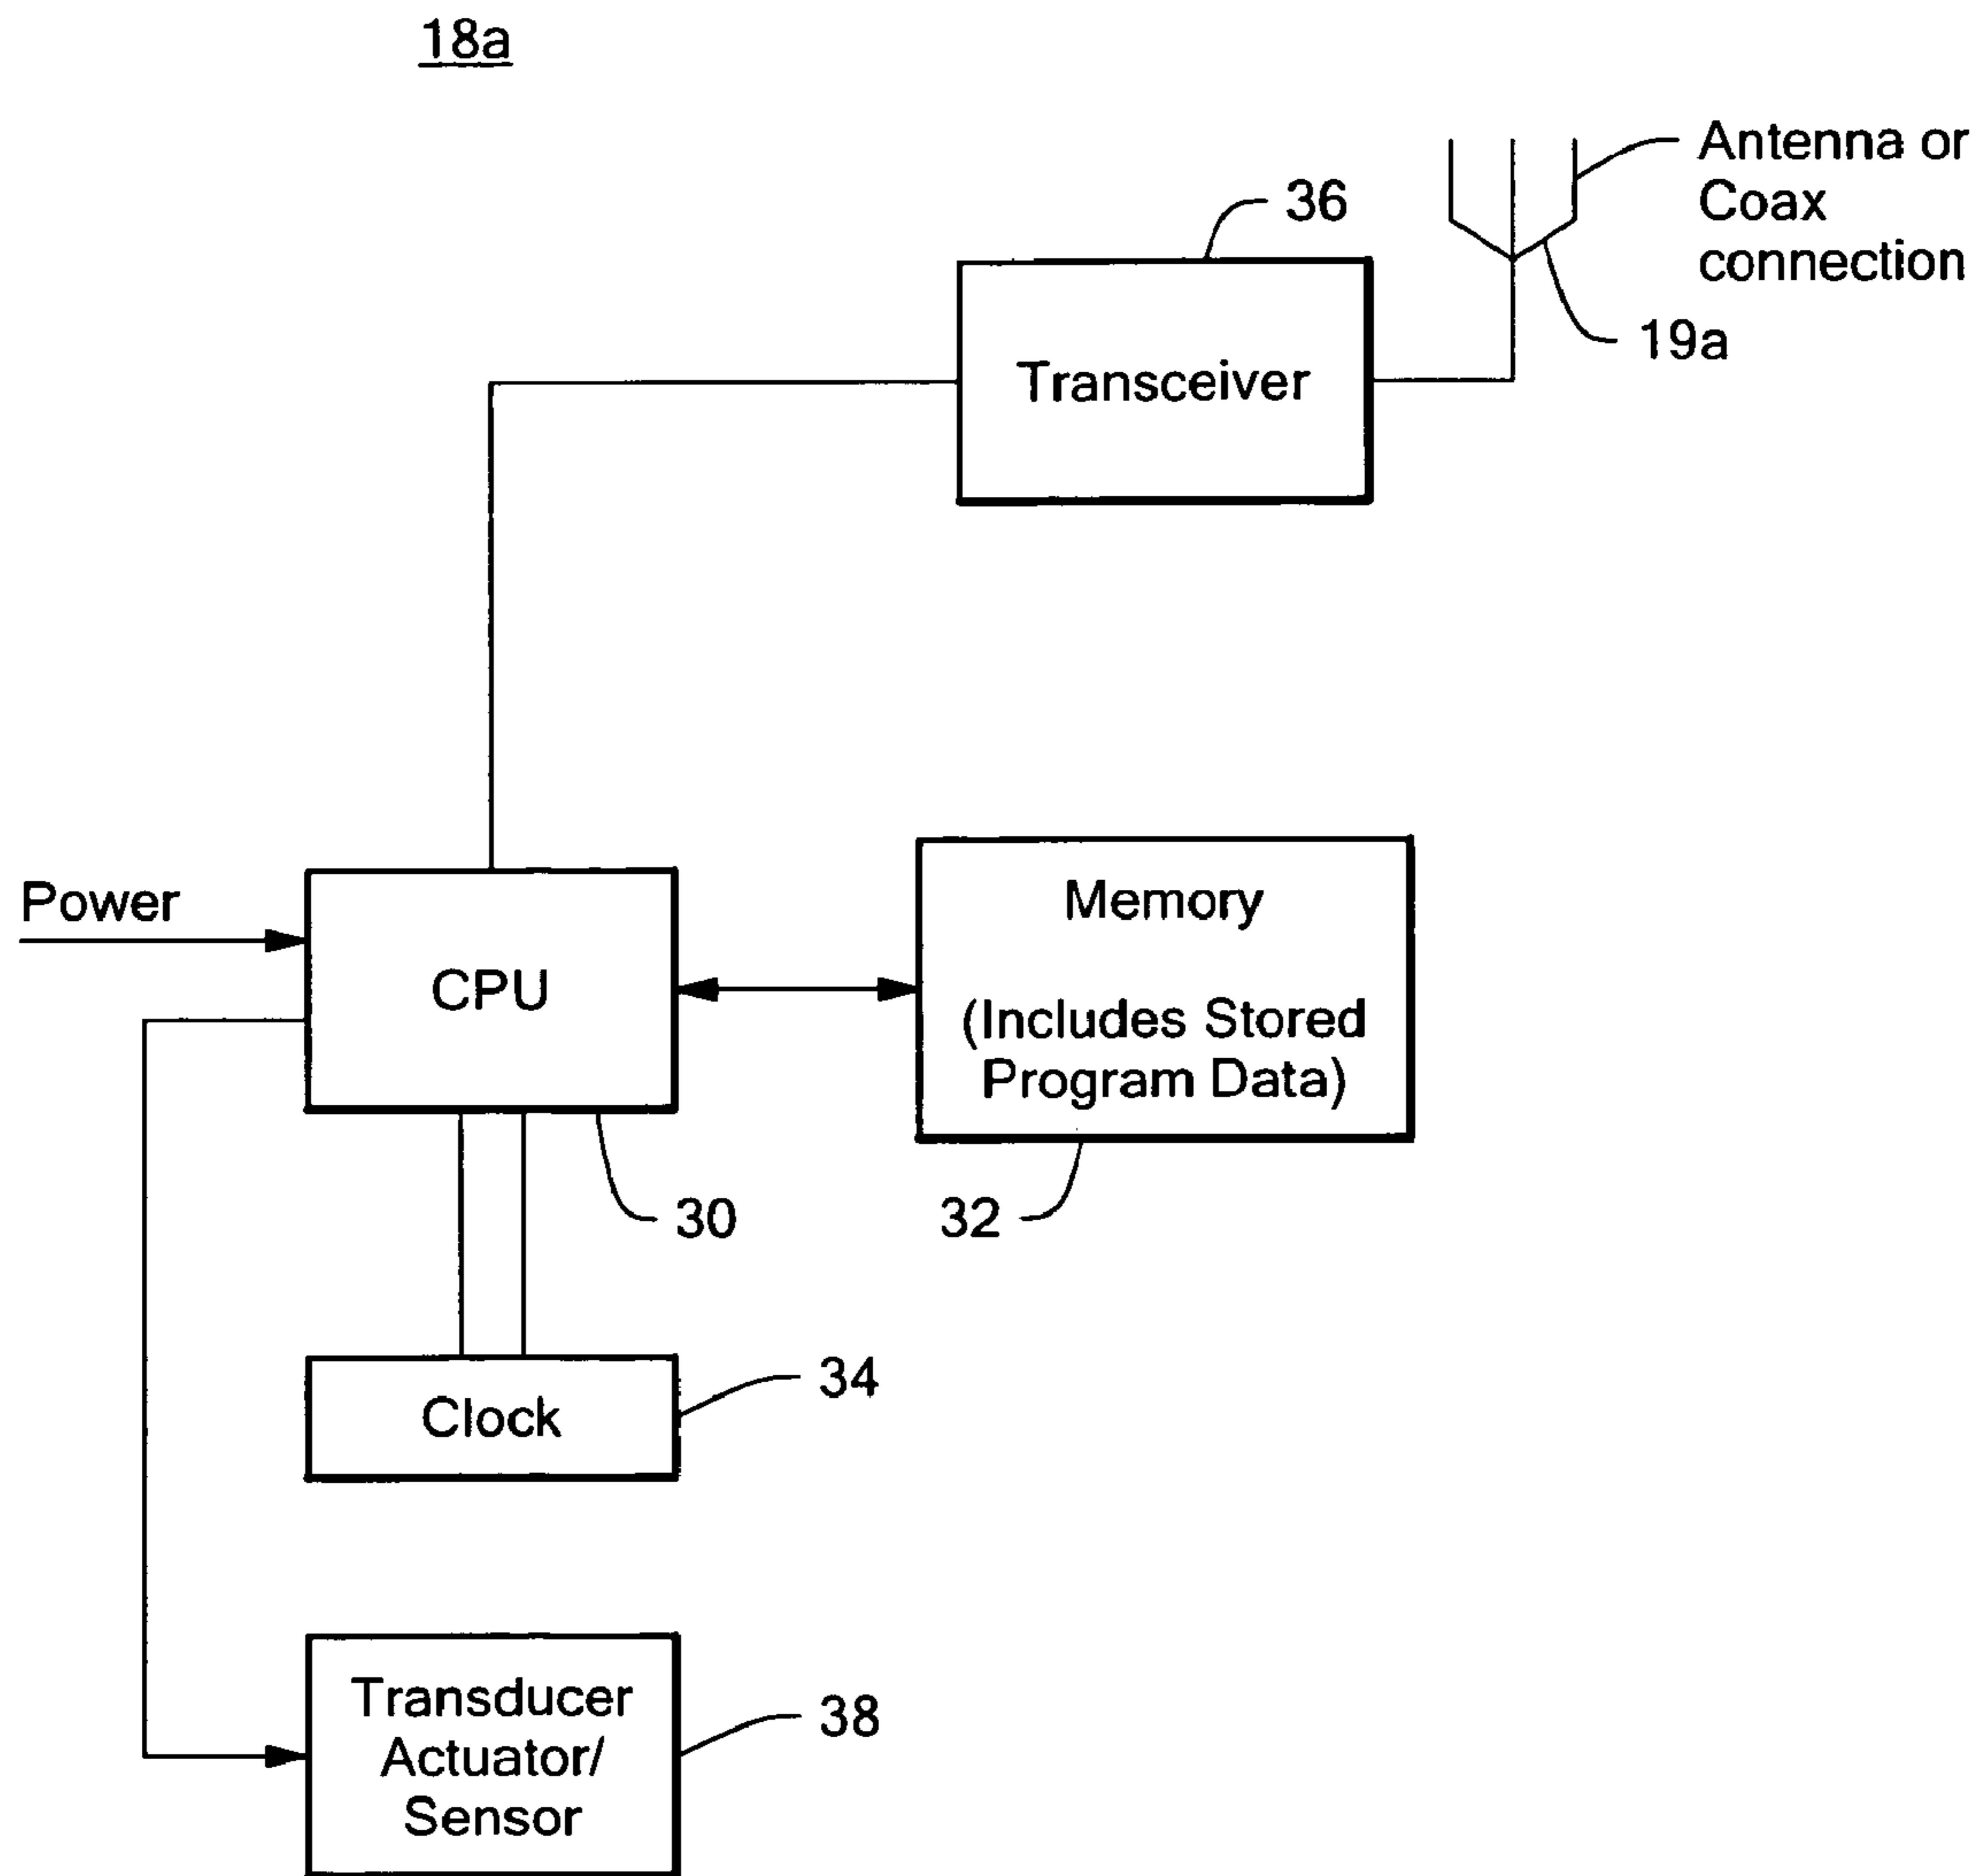 18a
Antenna or
Coax
connection
36
19a
Transceiver
Power
CPU
Memory
(Includes Stored
Program Data)
30
32
34
Clock
38
Transducer
Actuator/
Sensor